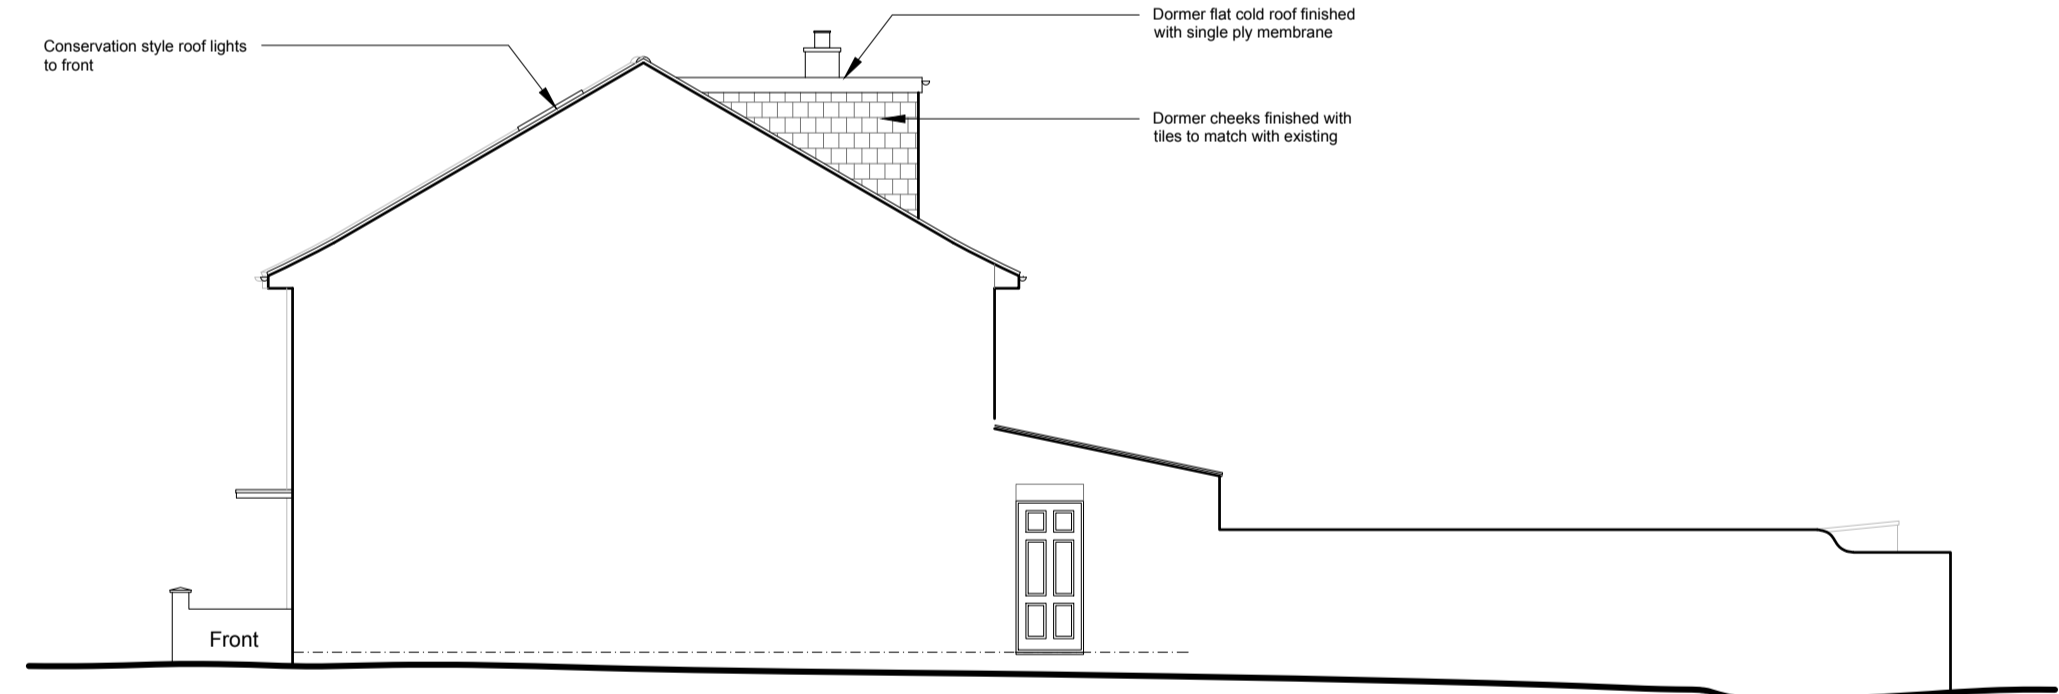 Conservation style roof lights
to front
Dormer flat cold roof finished
with single ply membrane
Dormer cheeks finished with
tiles to match with existing
Front